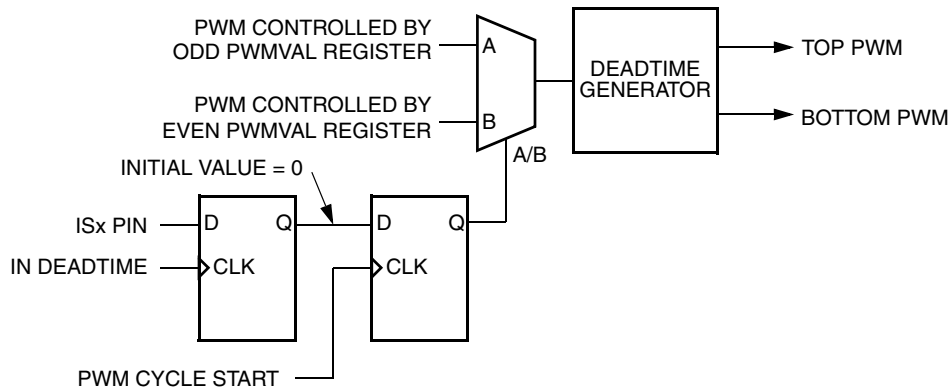 PWM CONTROLLED BY
ODD PWMVAL REGISTER
A
DEADTIME
GENERATOR
TOP PWM
BOTTOM PWM
PWM CONTROLLED BY
EVEN PWMVAL REGISTER
B
A/B
INITIAL VALUE = 0
ISx PIN
D
Q
D
Q
IN DEADTIME
CLK
CLK
PWM CYCLE START